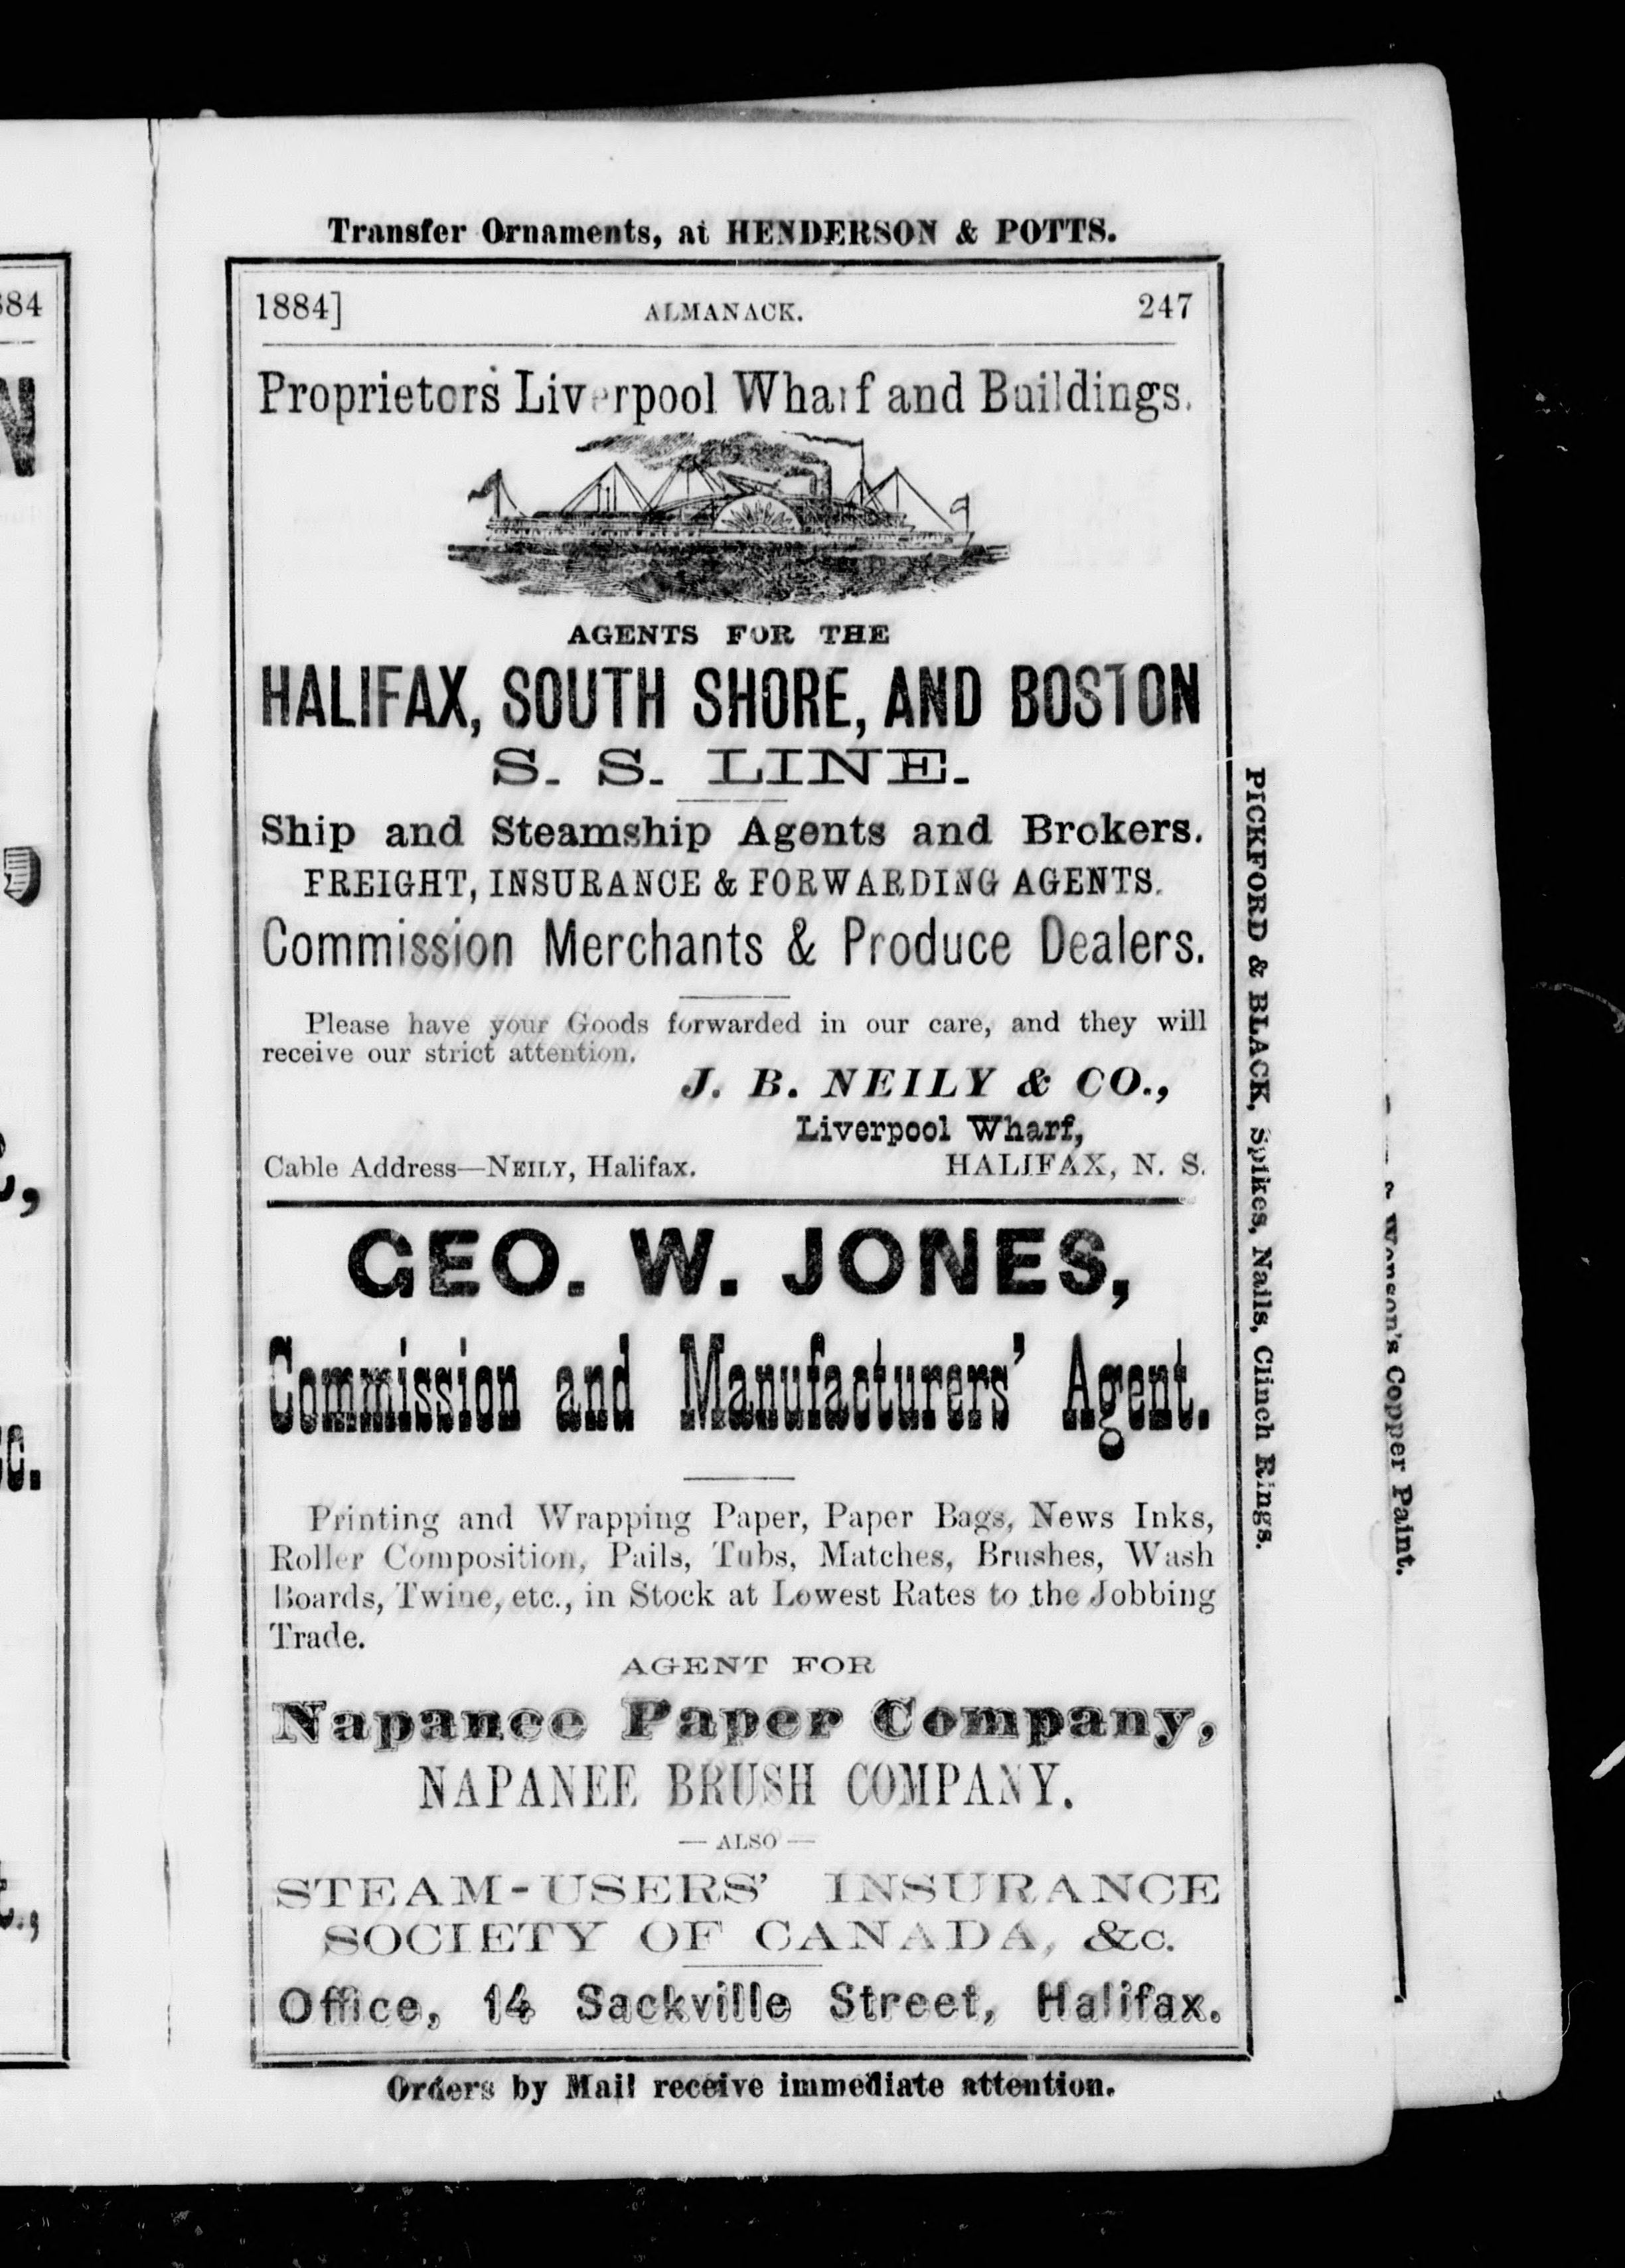 Transfer Ornaments, at HENDERSON & POTTS.
1884] ALMANACK. 247
Proprietors Liverpool Wharf and Buildings.
AGENTS FOR THE
HALIFAX, SOUTH SHORE, AND BOSTON
S. S. LINE.
Ship and Steamship Agents and Brokers.
FREIGHT, INSURANCE & FORWARDING AGENTS.
Commission Merchants & Produce Dealers.
Please have your Goods forwarded in our care, and they will
receive our strict attention.
J. B. NEILY & CO.,
Liverpool Wharf,
Cable Address—NEILY, Halifax. HALIFAX, N. S.
GEO. W. JONES,
Commission and Manufacturers' Agent.
Printing and Wrapping Paper, Paper Bags, News Inks,
Roller Composition, Pails, Tubs, Matches, Brushes, Wash
Boards, Twine, etc., in Stock at Lowest Rates to the Jobbing
Trade.
AGENT FOR
Napanee Paper Company,
NAPANEE BRUSH COMPANY.
— ALSO —
STEAM-USERS' INSURANCE
SOCIETY OF CANADA, &c.
Office, 14 Sackville Street, Halifax.
Orders by Mail receive immediate attention.
PICKFORD & BLACK, Spikes, Nails, Clinch Rings.
Wonson's Copper Paint.